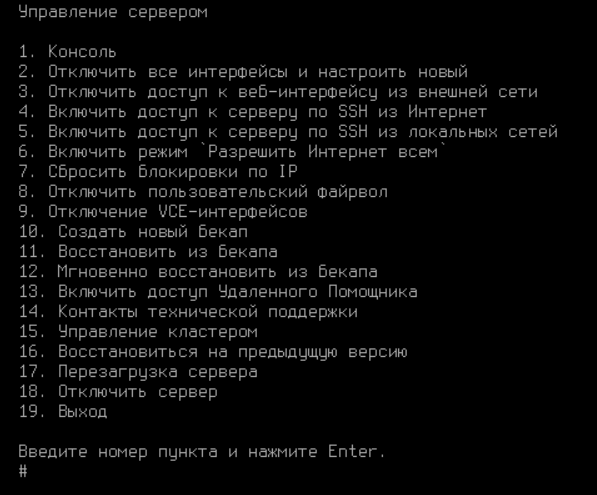 Управление сервером
1. Консоль
2. Отключить все интерфейсы и настроить новый
3. Отключить доступ к веб-интерфейсу из внешней сети
4. Включить доступ к серверу по SSH из Интернет
5. Включить доступ к серверу по SSH из локальных сетей
6. Включить режим `Разрешить Интернет всем`
7. Сбросить блокировки по IP
8. Отключить пользовательский файрвол
9. Отключение VCE-интерфейсов
10. Создать новый бекап
11. Восстановить из бекапа
12. Мгновенно восстановить из бекапа
13. Включить доступ Удаленного Помощника
14. Контакты технической поддержки
15. Управление кластером
16. Восстановиться на предыдущую версию
17. Перезагрузка сервера
18. Отключить сервер
19. Выход
Введите номер пункта и нажмите Enter.
#